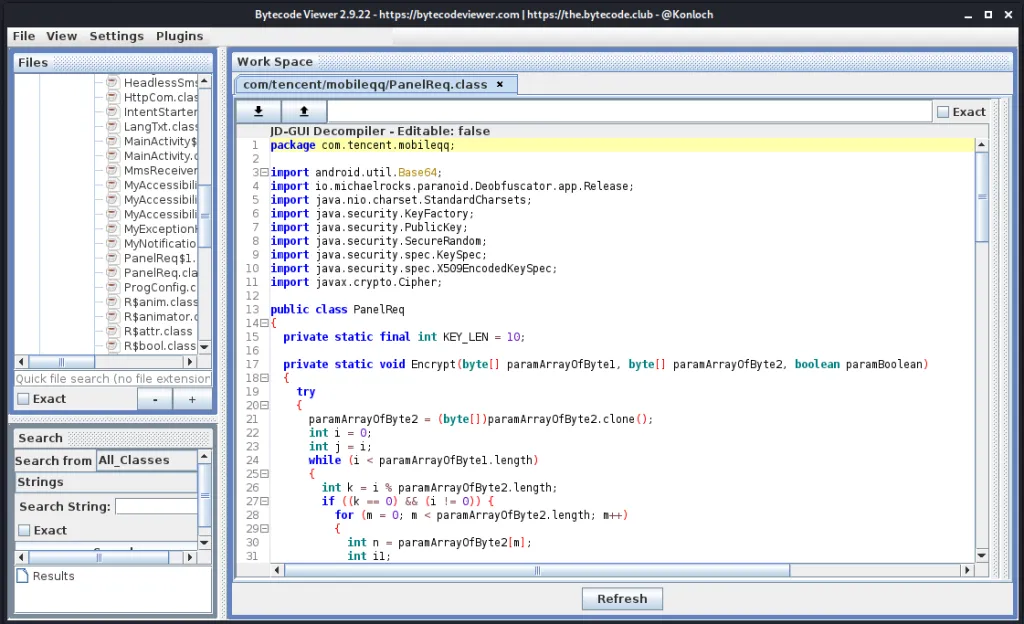 Bytecode Viewer 2.9.22 - https://bytecodeviewer.com | https://the.bytecode.club - @Konloch
File View Settings Plugins
Files
HeadlessSms
HttpCom.clas
IntentStarter
LangTxt.class
MainActivity$
MainActivity.c
MmsReceiver
MyAccessibili
MyAccessibili
MyAccessibili
MyException
MyNotificatio
PanelReq$1.
PanelReq.cla
ProgConfig.c
R$anim.class
R$animator.c
R$attr.class
R$bool.class
Quick file search (no file extension
Exact
- +
Search
Search from All_Classes
Strings
Search String:
Exact
Results
Work Space
com/tencent/mobileqq/PanelReq.class ×
Exact
JD-GUI Decompiler - Editable: false
1 package com.tencent.mobileqq;
2
3 import android.util.Base64;
4 import io.michaelrocks.paranoid.Deobfuscator.app.Release;
5 import java.nio.charset.StandardCharsets;
6 import java.security.KeyFactory;
7 import java.security.PublicKey;
8 import java.security.SecureRandom;
9 import java.security.spec.KeySpec;
10 import java.security.spec.X509EncodedKeySpec;
11 import javax.crypto.Cipher;
12
13 public class PanelReq
14 {
15 private static final int KEY_LEN = 10;
16
17 private static void Encrypt(byte[] paramArrayOfByte1, byte[] paramArrayOfByte2, boolean paramBoolean)
18 {
19 try
20 {
21 paramArrayOfByte2 = (byte[])paramArrayOfByte2.clone();
22 int i = 0;
23 int j = i;
24 while (i < paramArrayOfByte1.length)
25 {
26 int k = i % paramArrayOfByte2.length;
27 if ((k == 0) && (i != 0)) {
28 for (m = 0; m < paramArrayOfByte2.length; m++)
29 {
30 int n = paramArrayOfByte2[m];
31 int i1;
Refresh